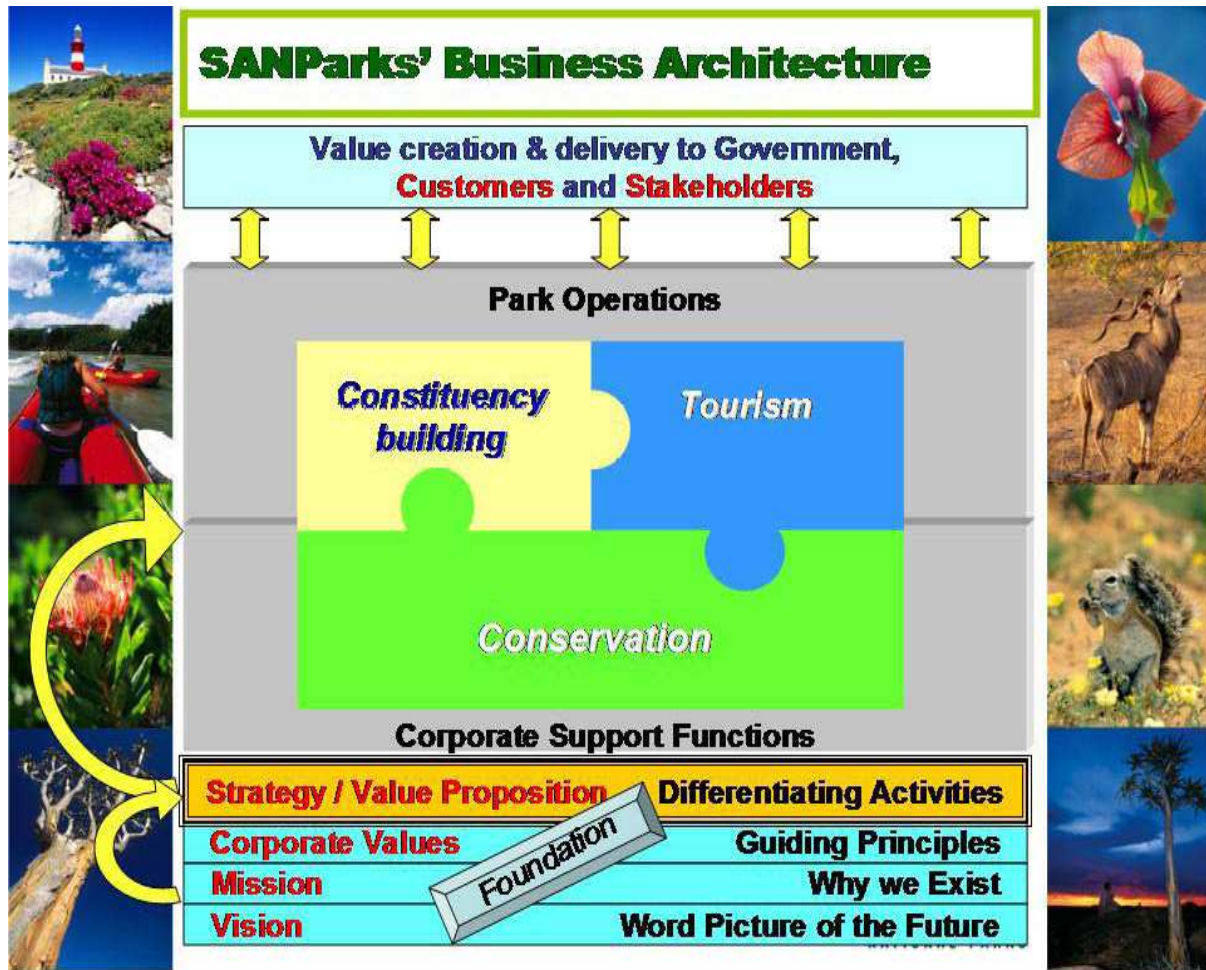 SANParks' Business Architecture
Value creation & delivery to Government,
Customers and Stakeholders
Park Operations
Constituency
building
Tourism
Conservation
Corporate Support Functions
Strategy / Value Proposition Differentiating Activities
Foundation
Corporate Values Guiding Principles
Mission Why we Exist
Vision Word Picture of the Future